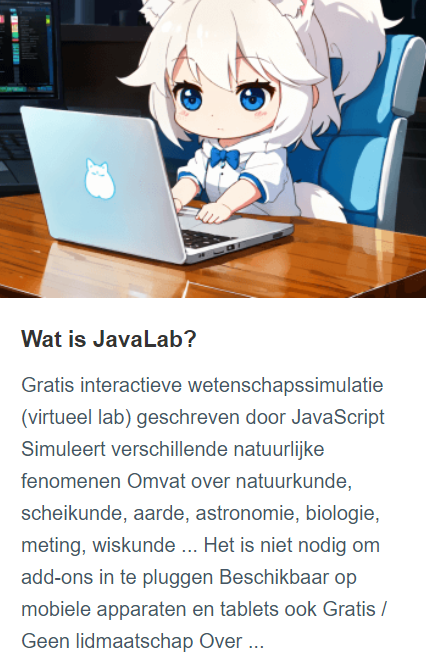 Wat is JavaLab?
Gratis interactieve wetenschapssimulatie
(virtueel lab) geschreven door JavaScript
Simuleert verschillende natuurlijke
fenomenen Omvat over natuurkunde,
scheikunde, aarde, astronomie, biologie,
meting, wiskunde ... Het is niet nodig om
add-ons in te pluggen Beschikbaar op
mobiele apparaten en tablets ook Gratis /
Geen lidmaatschap Over ...